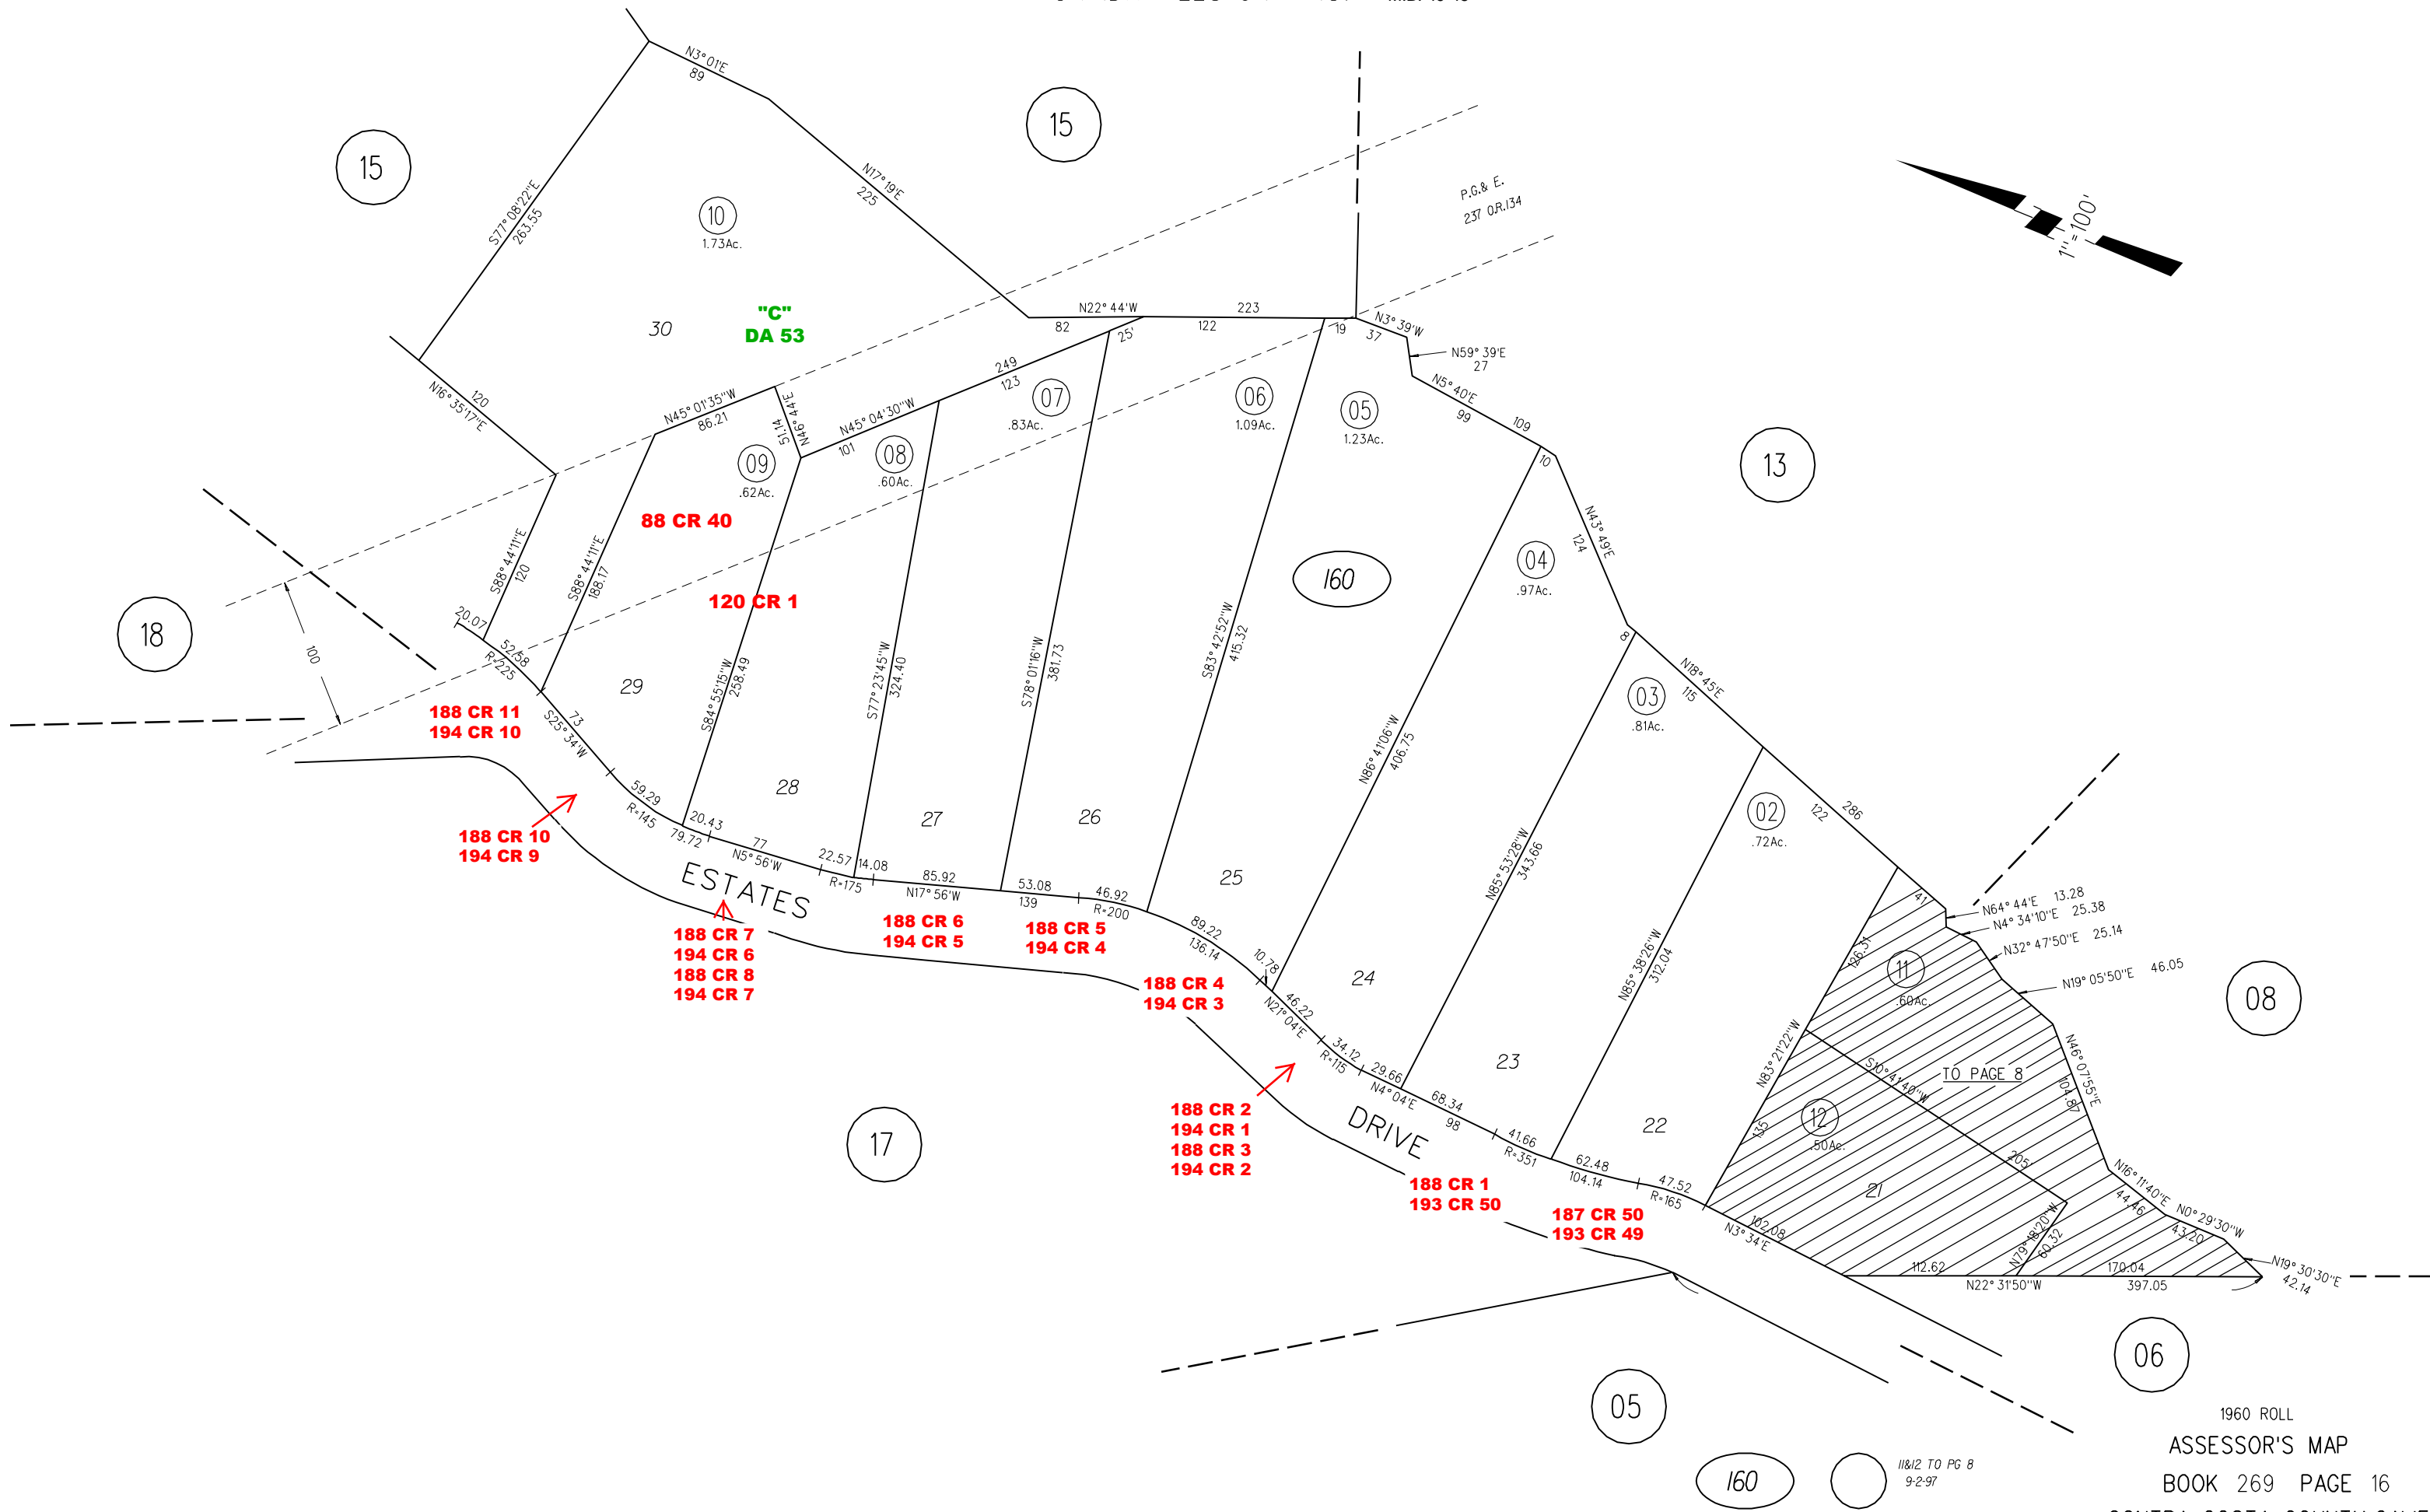 M.B. 46-43
N3° 01'E
89
15
15
N17° 19'E
225
S77° 08'22"E
263.55
10
1.73Ac.
30
"C"
DA 53
P.G.& E.
237 O.R.134
1"=100'
N22° 44'W
223
82
122
19
25'
N3° 39'W
37
N59° 39'E
27
N5° 40'E
99
109
10
120
N16° 35'17"E
N45° 01'35"W
86.21
N46° 44'E
51.14
N45° 04'30"W
101
249
123
09
.62Ac.
08
.60Ac.
07
.83Ac.
06
1.09Ac.
05
1.23Ac.
13
88 CR 40
120 CR 1
160
04
.97Ac.
N43° 49'E
124
8
18
100
S88° 44'11"E
120
S88° 44'11"E
188.17
20.07
52.58
R=225
29
188 CR 11
194 CR 10
73
S25° 34'W
S84° 55'15"W
258.49
S77° 23'45"W
324.40
S78° 01'16"W
381.73
S83° 42'52"W
415.32
N86° 41'06"W
406.75
N18° 45'E
115
03
.81Ac.
286
122
02
.72Ac.
59.29
R=145
79.72
20.43
28
77
N5° 56'W
22.57
14.08
R=175
27
85.92
N17° 56'W
26
53.08
139
46.92
R=200
25
89.22
136.14
10.78
24
46.22
N21° 04'E
34.12
R=115
29.66
N4° 04'E
N85° 53'28"W
343.66
N85° 38'26"W
312.04
188 CR 10
194 CR 9
ESTATES
188 CR 7
194 CR 6
188 CR 8
194 CR 7
188 CR 6
194 CR 5
188 CR 5
194 CR 4
188 CR 4
194 CR 3
188 CR 2
194 CR 1
188 CR 3
194 CR 2
17
DRIVE
68.34
98
23
41.66
R=351
22
62.48
104.14
47.52
R=165
188 CR 1
193 CR 50
187 CR 50
193 CR 49
41
N64° 44'E 13.28
N4° 34'10"E 25.38
N32° 47'50"E 25.14
N19° 05'50"E 46.05
126.31
11
.60Ac.
08
N83° 21'22"W
135
S10° 41'40"W
205
TO PAGE 8
N46° 07'55"E
104.87
12
.50Ac.
21
N16° 11'40"E
44.46
N0° 29'30"W
43.20
N79° 18'20"W
60.32
102.08
N3° 34'E
112.62
170.04
N22° 31'50"W
397.05
N19° 30'30"E
42.14
06
05
160
11&12 TO PG 8
9-2-97
1960 ROLL
ASSESSOR'S MAP
BOOK 269 PAGE 16